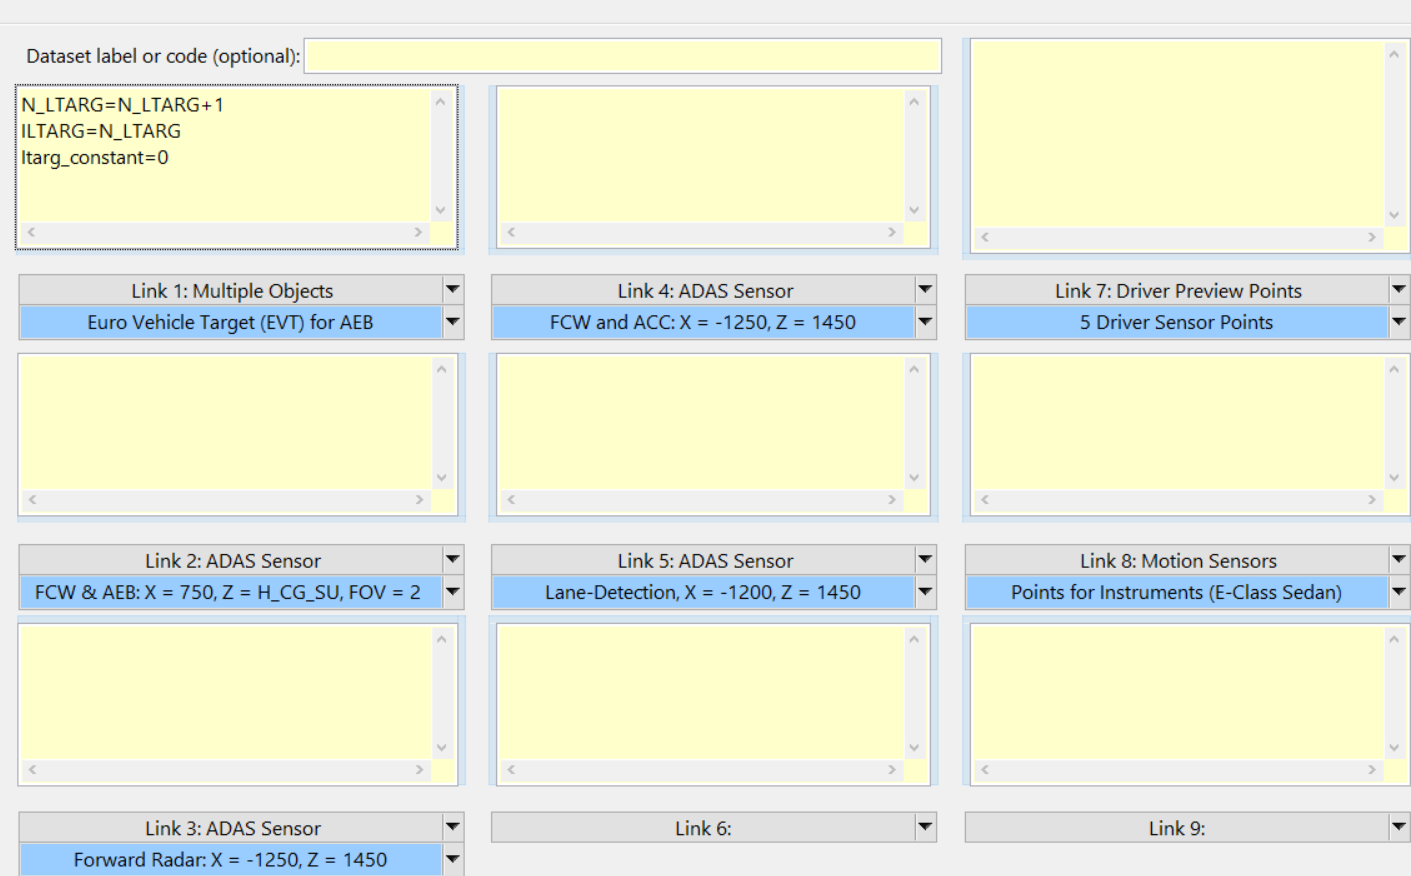 Dataset label or code (optional):
N_LTARG=N_LTARG+1
ILTARG=N_LTARG
ltarg_constant=0
Link 1: Multiple Objects
Euro Vehicle Target (EVT) for AEB
Link 4: ADAS Sensor
FCW and ACC: X = -1250, Z = 1450
Link 7: Driver Preview Points
5 Driver Sensor Points
Link 2: ADAS Sensor
FCW & AEB: X = 750, Z = H_CG_SU, FOV = 2
Link 5: ADAS Sensor
Lane-Detection, X = -1200, Z = 1450
Link 8: Motion Sensors
Points for Instruments (E-Class Sedan)
Link 3: ADAS Sensor
Forward Radar: X = -1250, Z = 1450
Link 6:
Link 9: